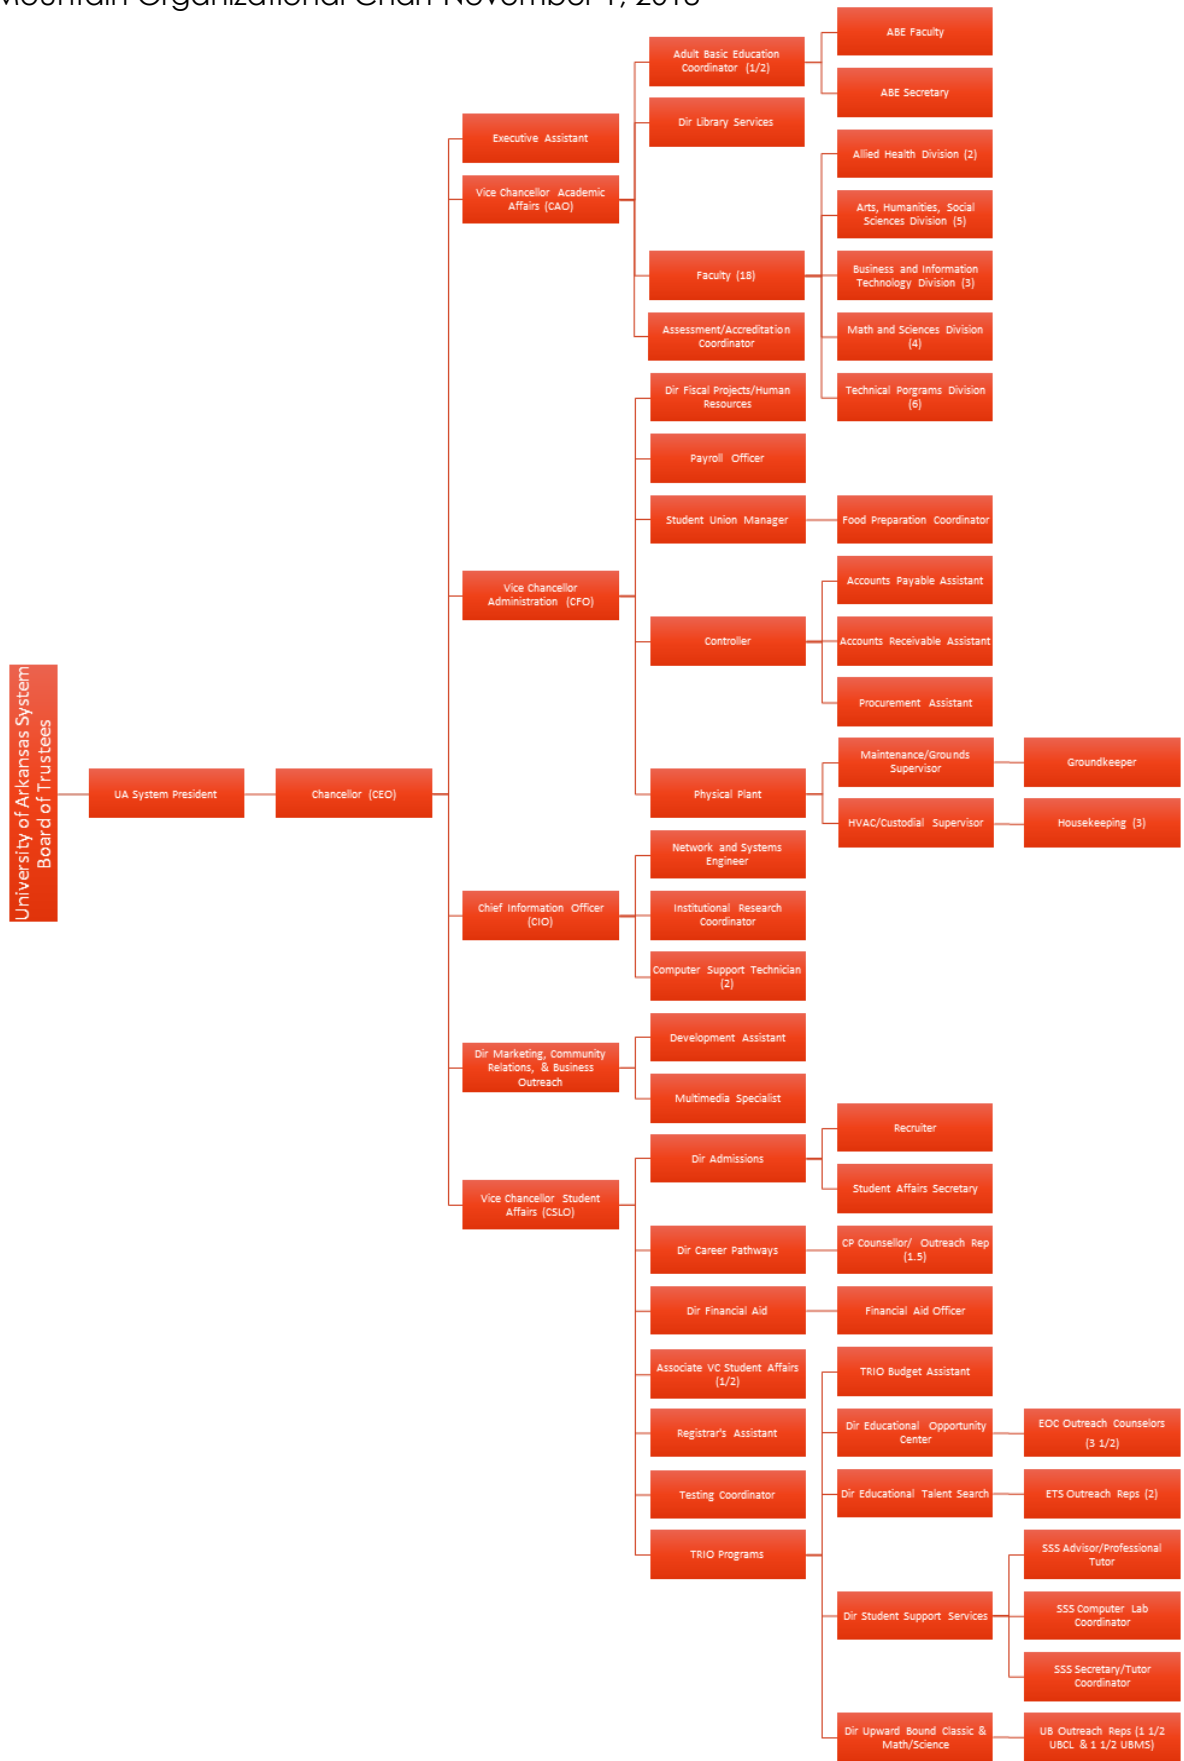 Mountain Organizational Chart November 1, 2018
University of Arkansas System
Board of Trustees
UA System President
Chancellor (CEO)
Executive Assistant
Vice Chancellor Academic
Affairs (CAO)
Adult Basic Education
Coordinator (1/2)
ABE Faculty
ABE Secretary
Dir Library Services
Faculty (18)
Allied Health Division (2)
Arts, Humanities, Social
Sciences Division (5)
Business and Information
Technology Division (3)
Math and Sciences Division
(4)
Technical Porgrams Division
(6)
Assessment/Accreditation
Coordinator
Vice Chancellor
Administration (CFO)
Dir Fiscal Projects/Human
Resources
Payroll Officer
Student Union Manager
Food Preparation Coordinator
Controller
Accounts Payable Assistant
Accounts Receivable Assistant
Procurement Assistant
Physical Plant
Maintenance/Grounds
Supervisor
Groundkeeper
HVAC/Custodial Supervisor
Housekeeping (3)
Chief Information Officer
(CIO)
Network and Systems
Engineer
Institutional Research
Coordinator
Computer Support Technician
(2)
Dir Marketing, Community
Relations, & Business
Outreach
Development Assistant
Multimedia Specialist
Vice Chancellor Student
Affairs (CSLO)
Dir Admissions
Recruiter
Student Affairs Secretary
Dir Career Pathways
CP Counsellor/ Outreach Rep
(1.5)
Dir Financial Aid
Financial Aid Officer
Associate VC Student Affairs
(1/2)
Registrar's Assistant
Testing Coordinator
TRIO Programs
TRIO Budget Assistant
Dir Educational Opportunity
Center
EOC Outreach Counselors
(3 1/2)
Dir Educational Talent Search
ETS Outreach Reps (2)
Dir Student Support Services
SSS Advisor/Professional
Tutor
SSS Computer Lab
Coordinator
SSS Secretary/Tutor
Coordinator
Dir Upward Bound Classic &
Math/Science
UB Outreach Reps (1 1/2
UBCL & 1 1/2 UBMS)